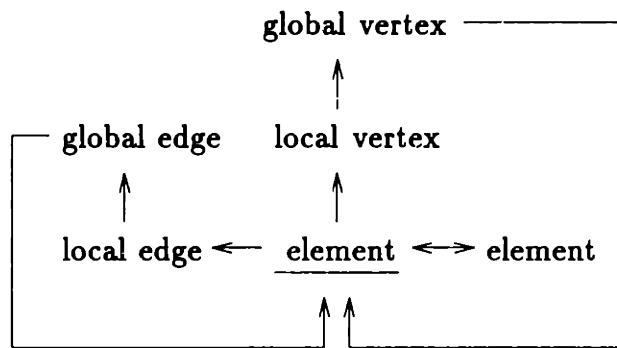 global vertex
global edge local vertex
local edge element element